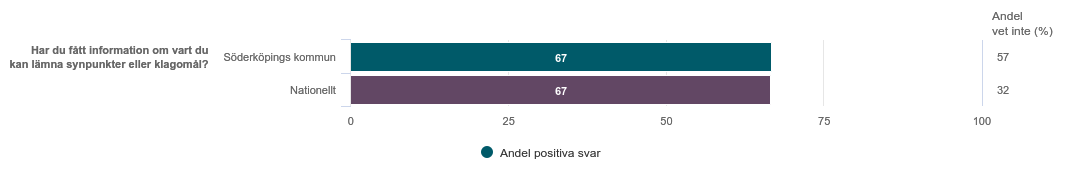 Andel
vet inte (%)
Har du fått information om vart du
kan lämna synpunkter eller klagomål?
Söderköpings kommun
67
57
Nationellt
67
32
0
25
50
75
100
Andel positiva svar